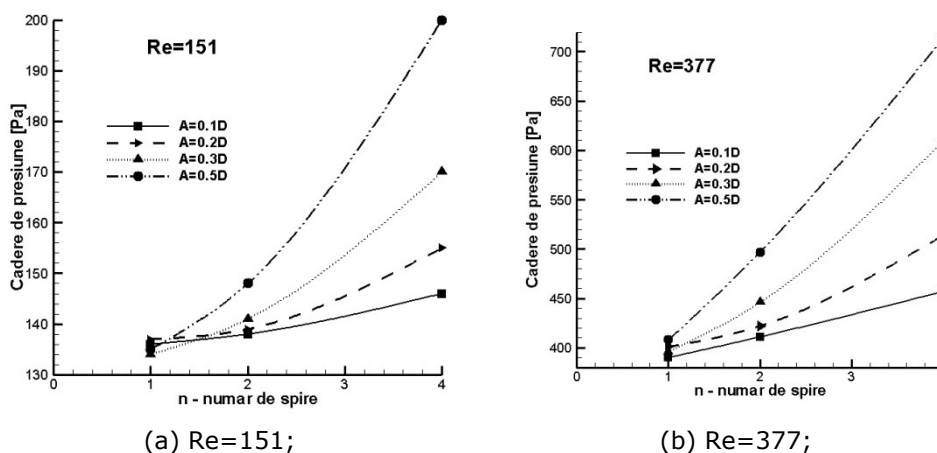 Re=151
Cadere de presiune [Pa]
A=0.1D
A=0.2D
A=0.3D
A=0.5D
200
190
180
170
160
150
140
130
0
1
2
3
4
n - numar de spire
(a) Re=151;
Re=377
Cadere de presiune [Pa]
A=0.1D
A=0.2D
A=0.3D
A=0.5D
700
650
600
550
500
450
400
0
1
2
3
n - numar de spire
(b) Re=377;